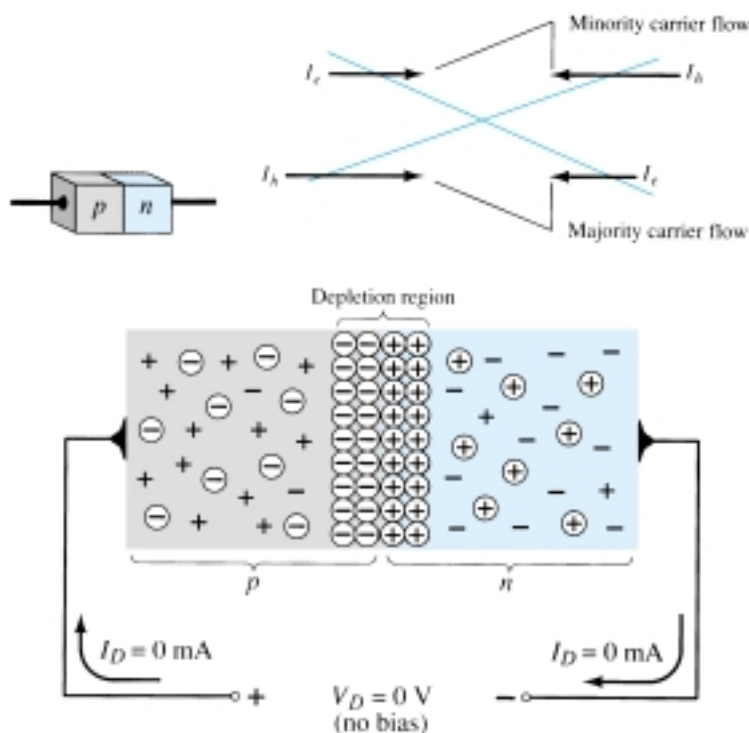 Minority carrier flow
I_e I_h
p n
I_h I_e
Majority carrier flow
Depletion region
p n
I_D = 0 mA
I_D = 0 mA
+ V_D = 0 V −
(no bias)